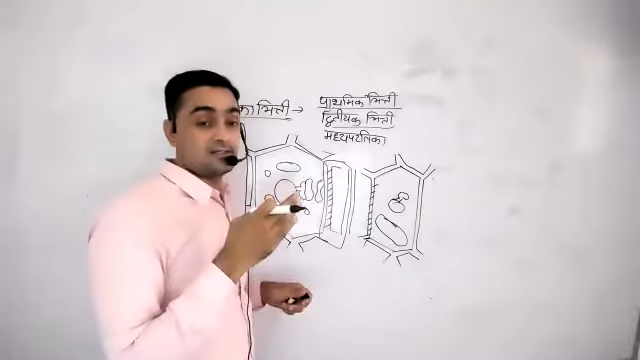 का भित्ती →
प्राथमिक भित्ती
द्वितीयक भित्ती
मध्यपटलिका